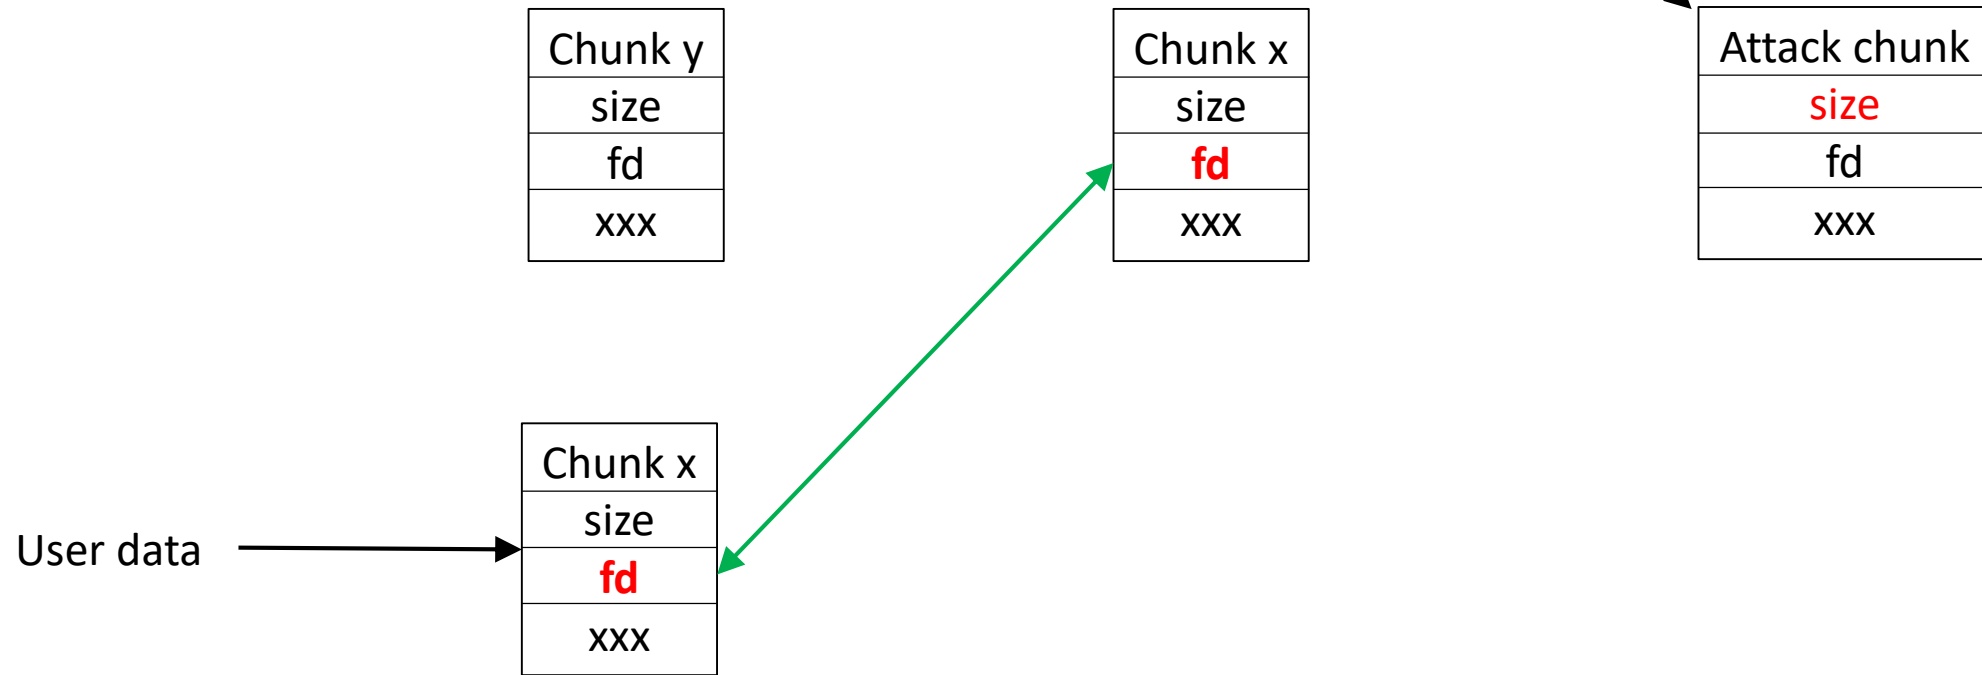 Chunk y
size
fd
xxx
Chunk x
size
fd
xxx
Attack chunk
size
fd
xxx
User data
Chunk x
size
fd
xxx